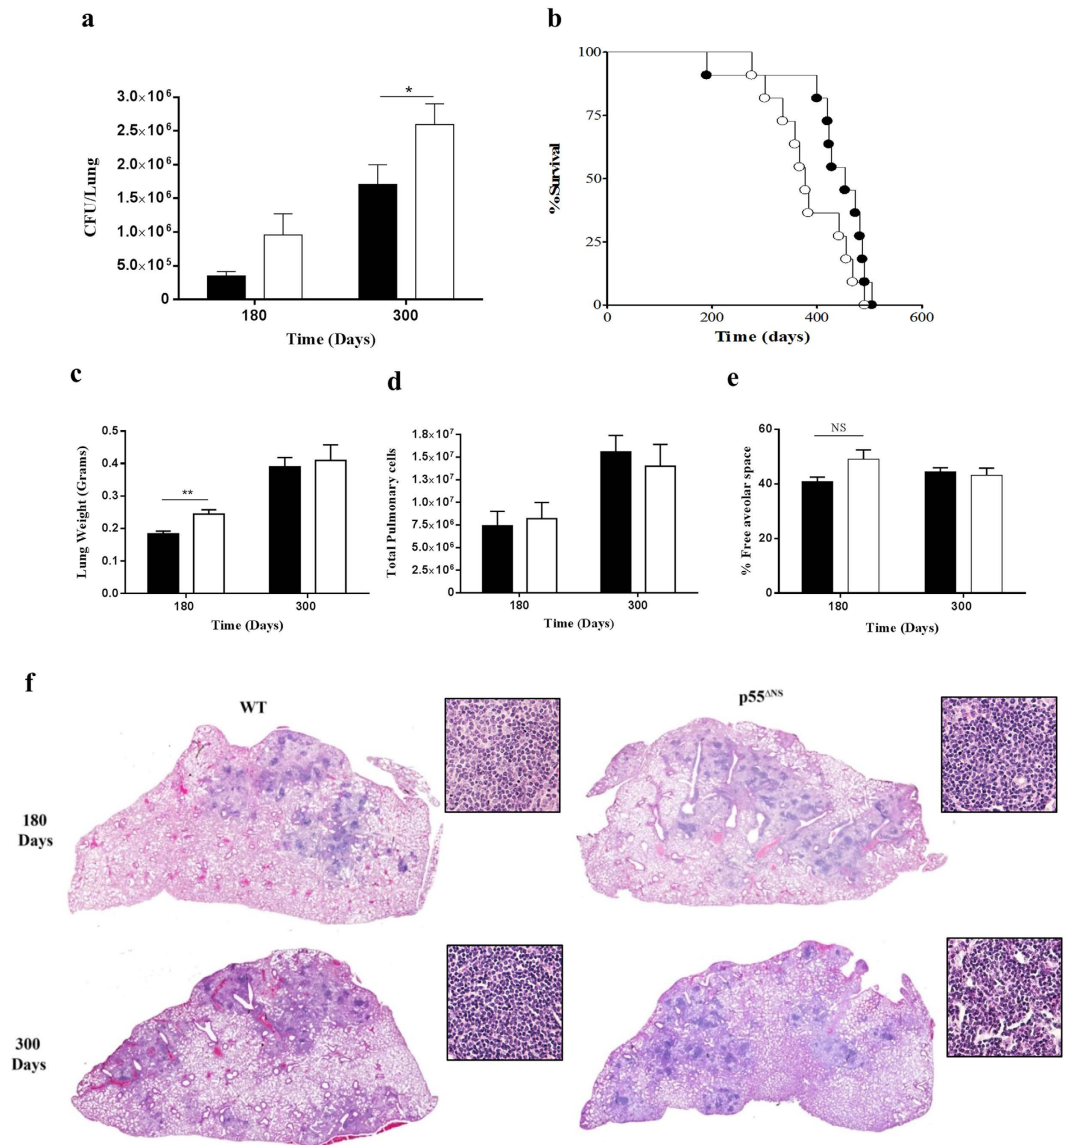 a
3.0×10⁶
2.5×10⁶
2.0×10⁶
1.5×10⁶
1.0×10⁶
5.0×10⁵
0
CFU/Lung
*
180
300
Time (Days)
b
100
75
50
25
0
%Survival
0
200
400
600
Time (days)
c
0.5
0.4
0.3
0.2
0.1
0.0
Lung Weight (Grams)
**
180
300
Time (Days)
d
1.8×10⁷
1.5×10⁷
1.3×10⁷
1.0×10⁷
7.5×10⁶
5.0×10⁶
2.5×10⁶
0
Total Pulmonary cells
180
300
Time (Days)
e
60
40
20
0
% Free aveolar space
NS
180
300
Time (Days)
f
WT
p55ᐃNS
180
Days
300
Days